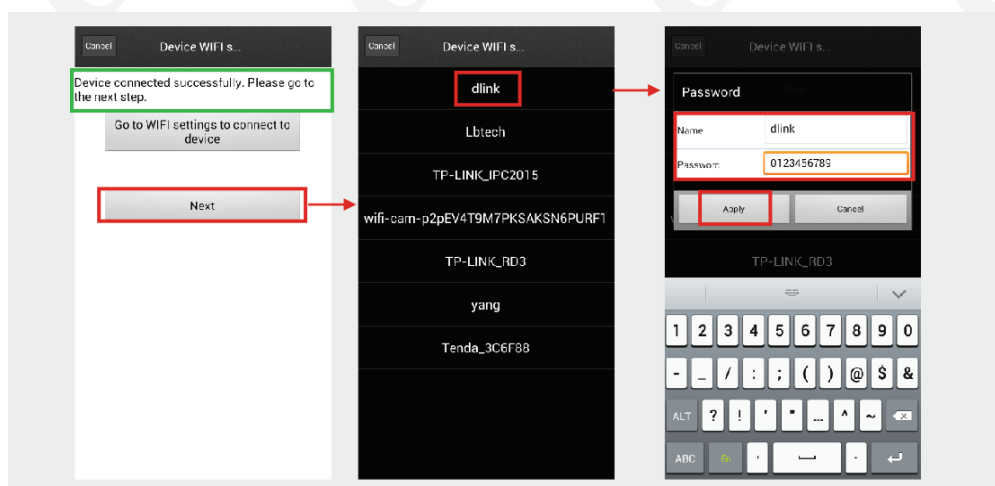 Cancel
Device WIFI s...
Device connected successfully. Please go to
the next step.
Go to WIFI settings to connect to
device
Next
Cancel
Device WIFI s...
dlink
Lbtech
TP-LINK_IPC2015
wifi-cam-p2pEV4T9M7PKSAKSN6PURF1
TP-LINK_RD3
yang
Tenda_3C6F88
Cancel
Device WIFI s...
Password
Name
dlink
Password
0123456789
Apply
Cancel
TP-LINK_RD3
1 2 3 4 5 6 7 8 9 0
- _ / : ; ( ) @ $ &
ALT ? ! ' " ... ^ ~
ABC En ' .